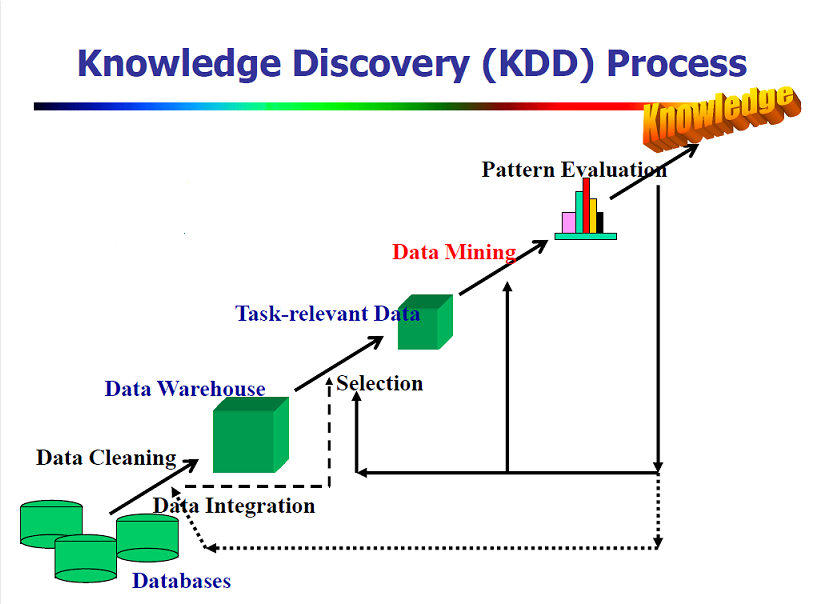 Knowledge Discovery (KDD) Process
Knowledge
Pattern Evaluation
Data Mining
Task-relevant Data
Selection
Data Warehouse
Data Cleaning
Data Integration
Databases